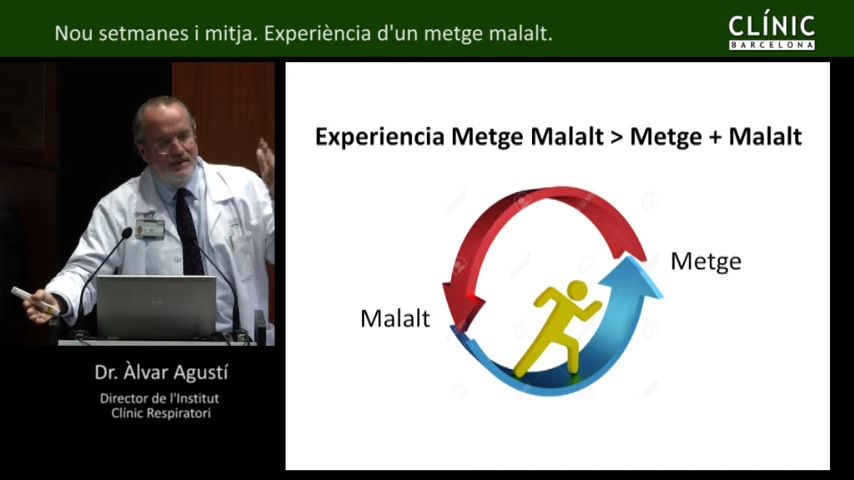 Nou setmanes i mitja. Experiència d'un metge malalt.
CLÍNIC
BARCELONA
Experiencia Metge Malalt > Metge + Malalt
Metge
Malalt
Dr. Àlvar Agustí
Director de l'Institut
Clínic Respiratori